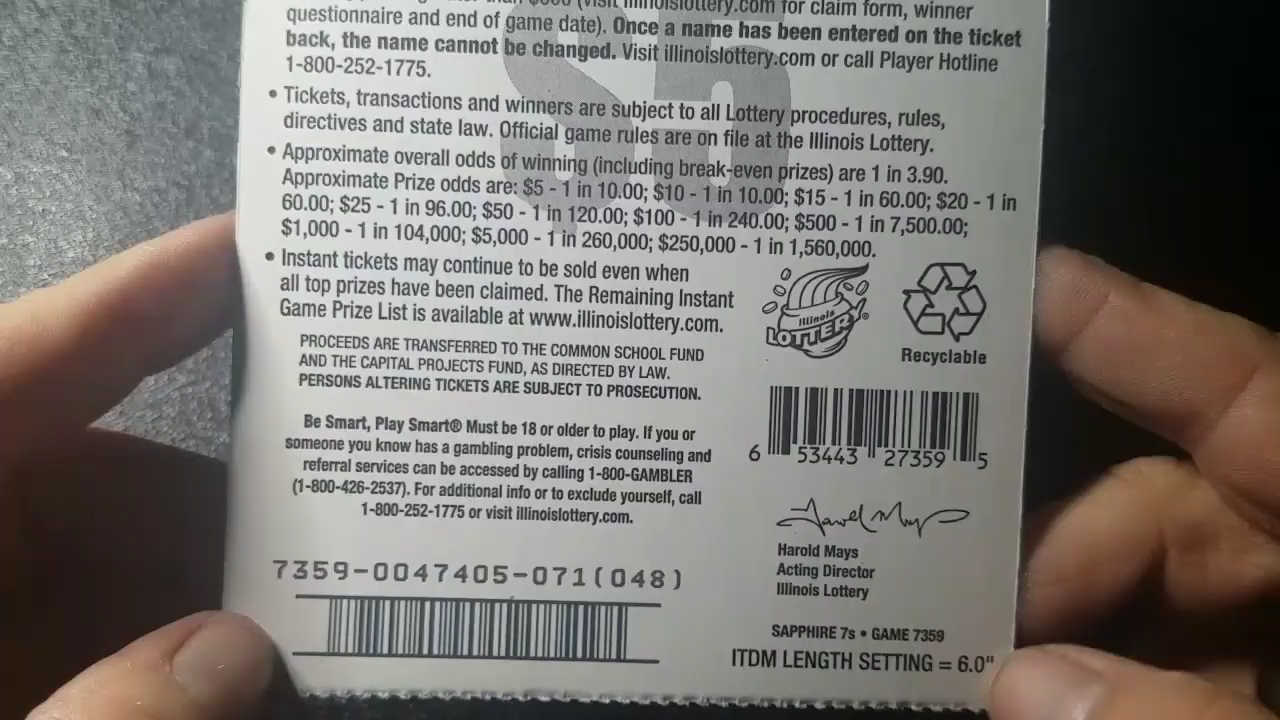 than $600 (visit illinoislottery.com for claim form, winner
questionnaire and end of game date). Once a name has been entered on the ticket
back, the name cannot be changed. Visit illinoislottery.com or call Player Hotline
1-800-252-1775.
$5
• Tickets, transactions and winners are subject to all Lottery procedures, rules,
directives and state law. Official game rules are on file at the Illinois Lottery.
• Approximate overall odds of winning (including break-even prizes) are 1 in 3.90.
Approximate Prize odds are: $5 - 1 in 10.00; $10 - 1 in 10.00; $15 - 1 in 60.00; $20 - 1 in
60.00; $25 - 1 in 96.00; $50 - 1 in 120.00; $100 - 1 in 240.00; $500 - 1 in 7,500.00;
$1,000 - 1 in 104,000; $5,000 - 1 in 260,000; $250,000 - 1 in 1,560,000.
• Instant tickets may continue to be sold even when
all top prizes have been claimed. The Remaining Instant
Game Prize List is available at www.illinoislottery.com.
Illinois
LOTTERY®
Recyclable
PROCEEDS ARE TRANSFERRED TO THE COMMON SCHOOL FUND
AND THE CAPITAL PROJECTS FUND, AS DIRECTED BY LAW.
PERSONS ALTERING TICKETS ARE SUBJECT TO PROSECUTION.
Be Smart, Play Smart® Must be 18 or older to play. If you or
someone you know has a gambling problem, crisis counseling and
referral services can be accessed by calling 1-800-GAMBLER
(1-800-426-2537). For additional info or to exclude yourself, call
1-800-252-1775 or visit illinoislottery.com.
6 53443 27359 5
Harold Mays
Harold Mays
Acting Director
Illinois Lottery
7359-0047405-071(048)
SAPPHIRE 7s • GAME 7359
ITDM LENGTH SETTING = 6.0"